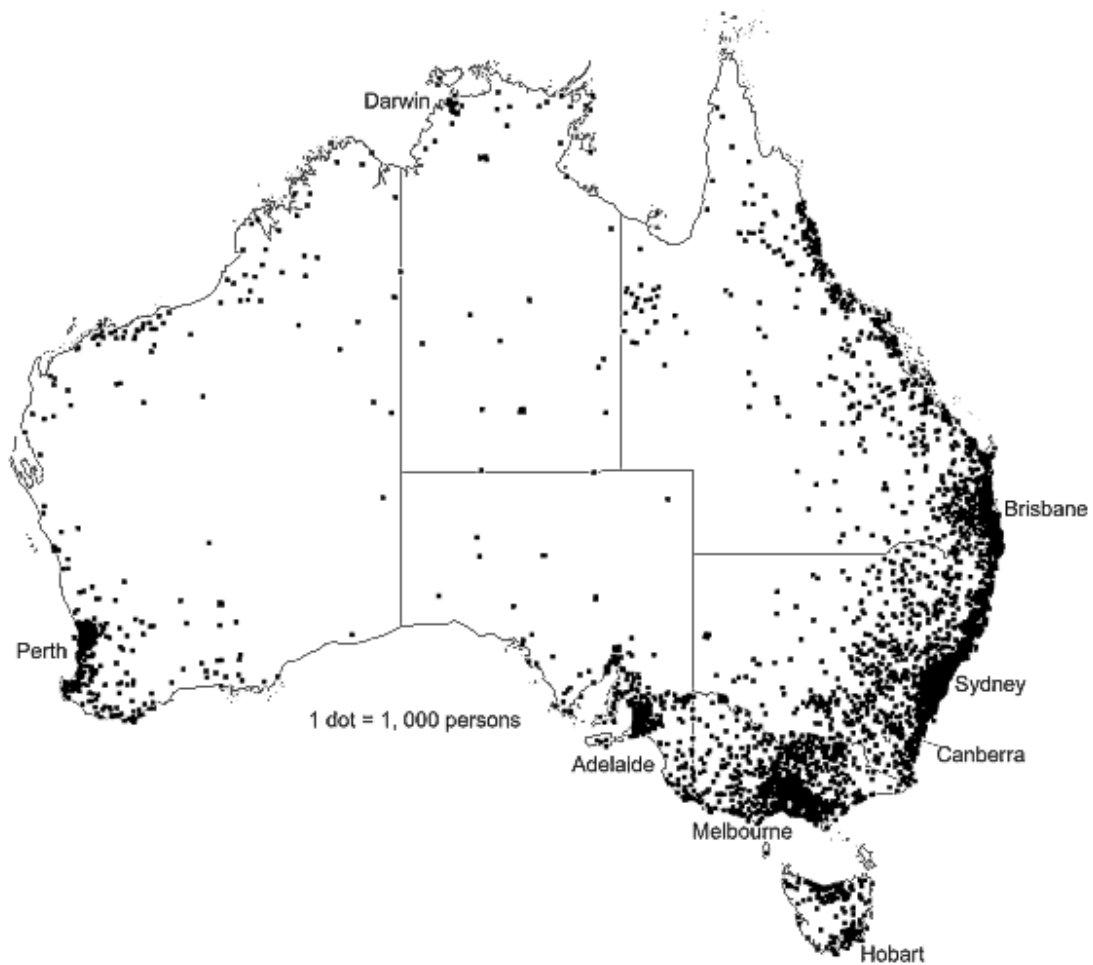 Darwin
Brisbane
Perth
Sydney
1 dot = 1, 000 persons
Canberra
Adelaide
Melbourne
Hobart